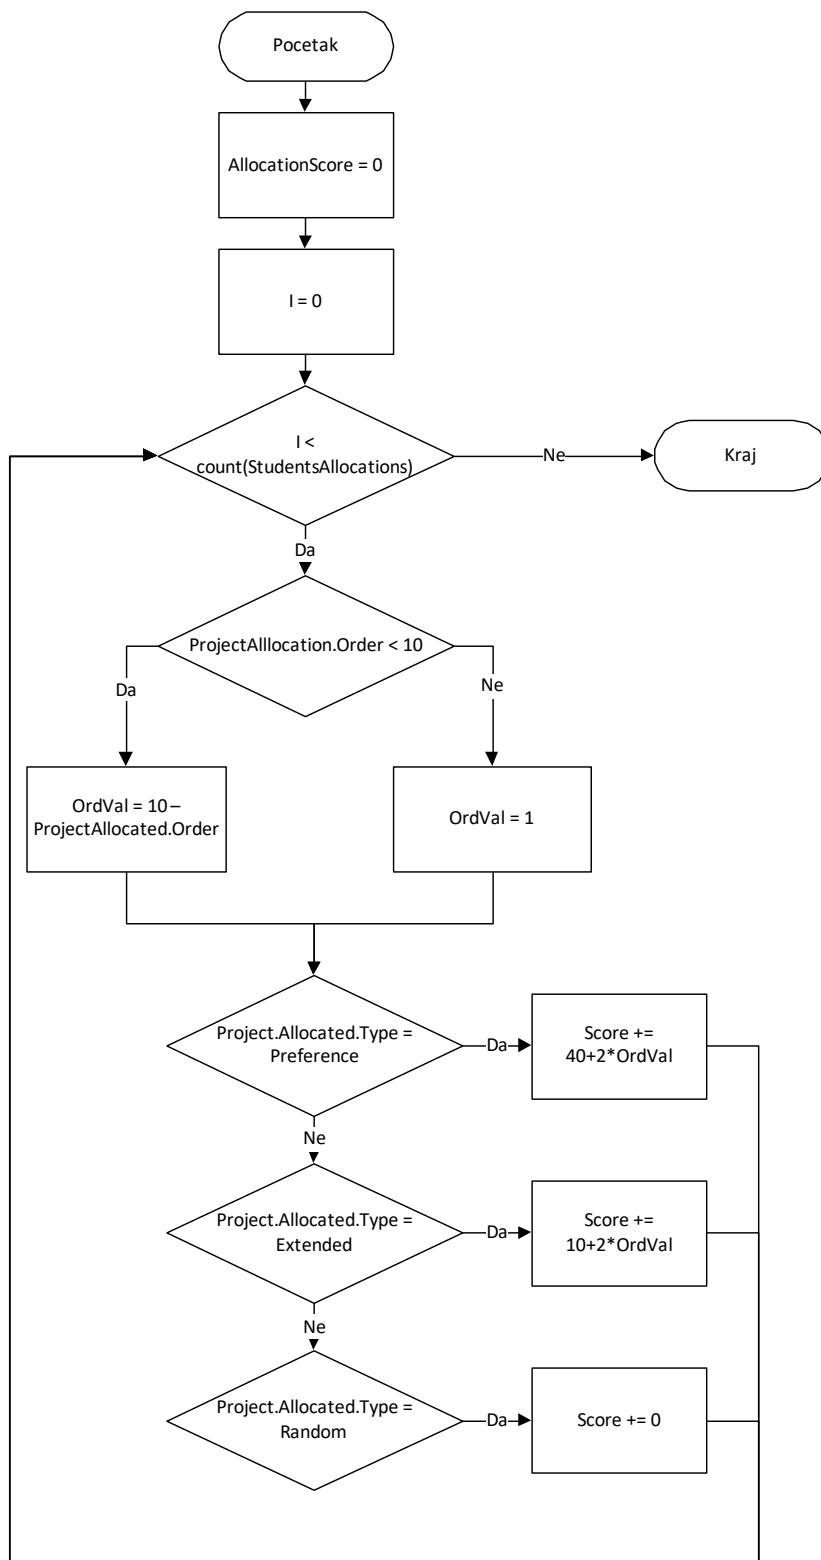 Pocetak
AllocationScore = 0
I = 0
I <
count(StudentsAllocations)
Ne
Kraj
Da
ProjectAlllocation.Order < 10
Da
Ne
OrdVal = 10 –
ProjectAllocated.Order
OrdVal = 1
Project.Allocated.Type =
Preference
Da
Score +=
40+2*OrdVal
Ne
Project.Allocated.Type =
Extended
Da
Score +=
10+2*OrdVal
Ne
Project.Allocated.Type =
Random
Da
Score += 0